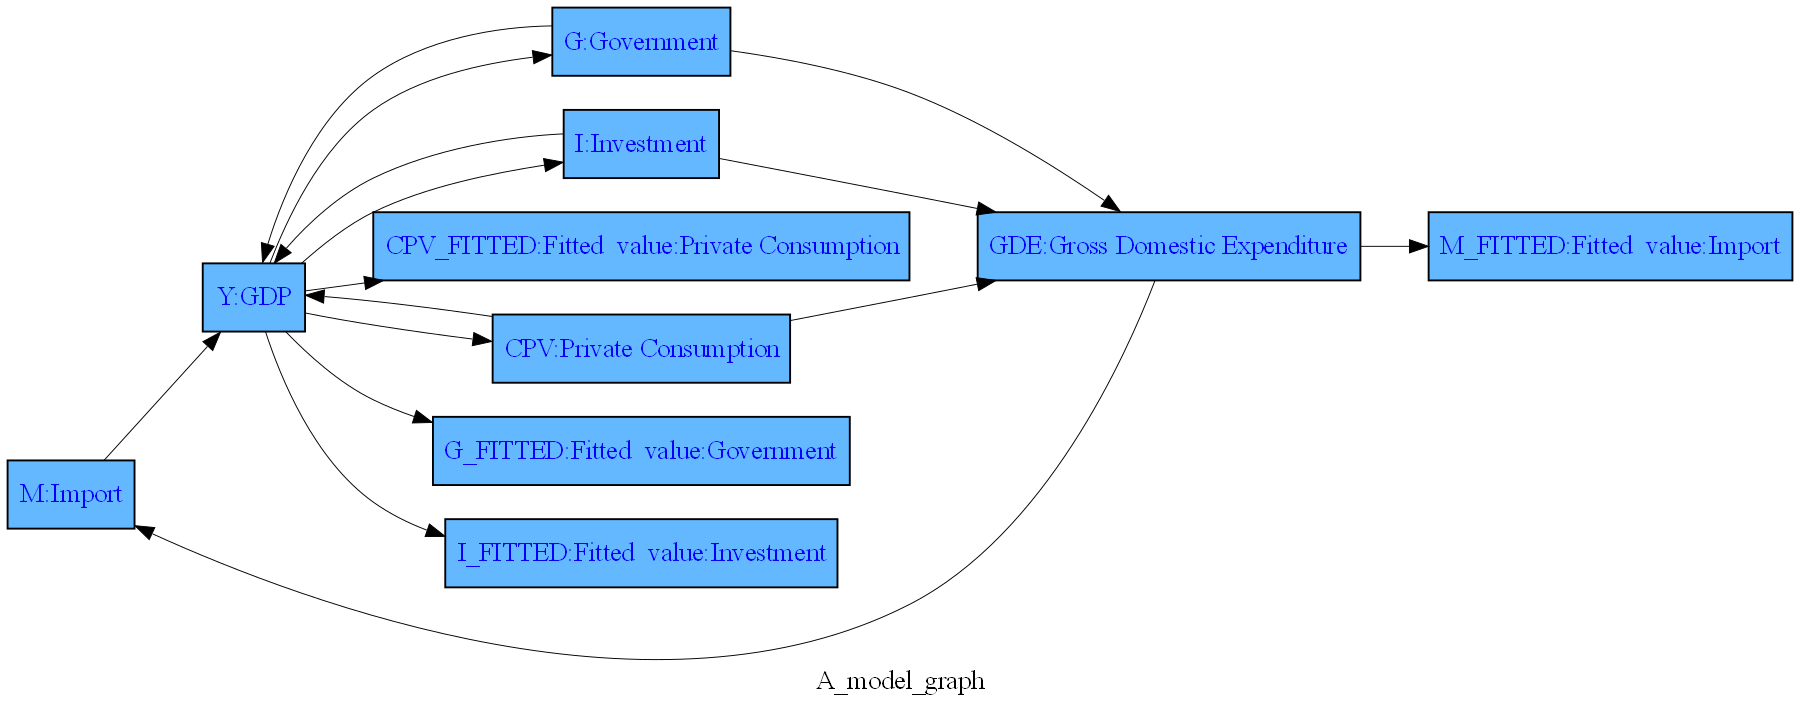 G:Government
I:Investment
CPV_FITTED:Fitted value:Private Consumption
GDE:Gross Domestic Expenditure
M_FITTED:Fitted value:Import
Y:GDP
CPV:Private Consumption
G_FITTED:Fitted value:Government
M:Import
I_FITTED:Fitted value:Investment
A_model_graph